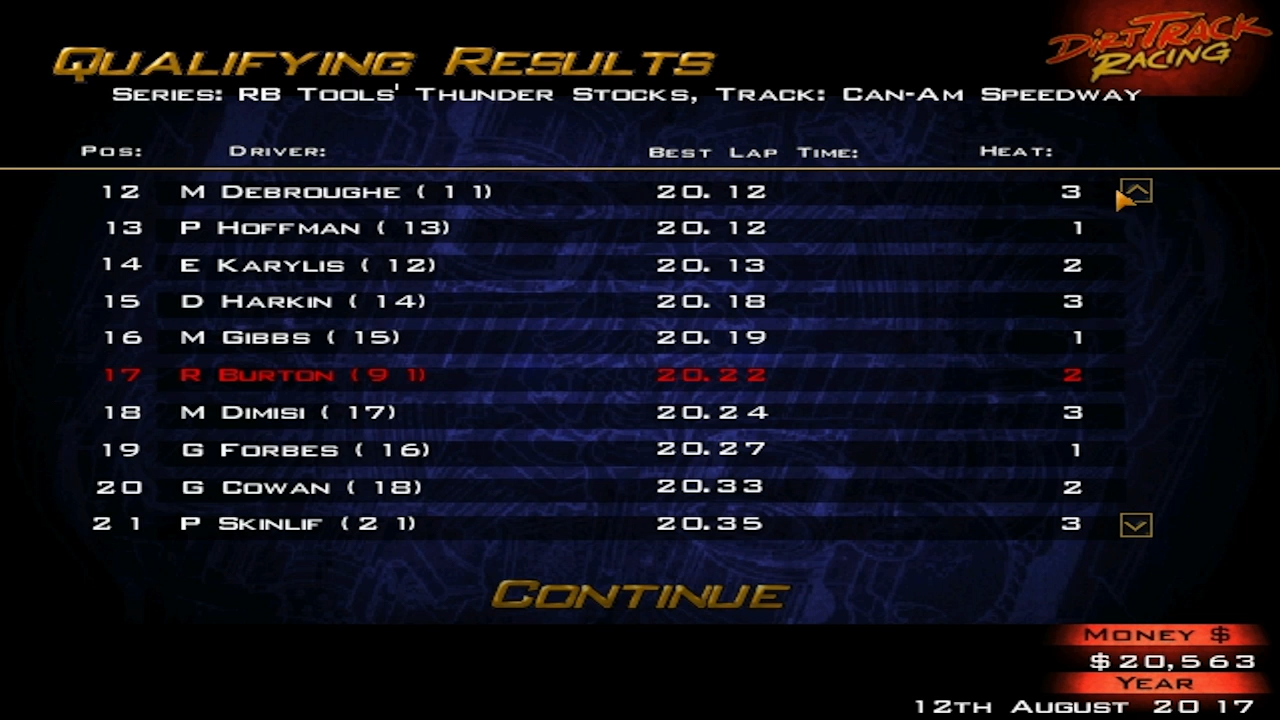 DIRT TRACK
RACING
QUALIFYING RESULTS
SERIES: RB TOOLS' THUNDER STOCKS, TRACK: CAN-AM SPEEDWAY
POS: DRIVER: BEST LAP TIME: HEAT:
12 M DEBROUGHE (11) 20.12 3
13 P HOFFMAN (13) 20.12 1
14 E KARYLIS (12) 20.13 2
15 D HARKIN (14) 20.18 3
16 M GIBBS (15) 20.19 1
17 R BURTON (91) 20.22 2
18 M DIMISI (17) 20.24 3
19 G FORBES (16) 20.27 1
20 G COWAN (18) 20.33 2
21 P SKINLIF (21) 20.35 3
CONTINUE
MONEY $
$20,563
YEAR
12TH AUGUST 2017